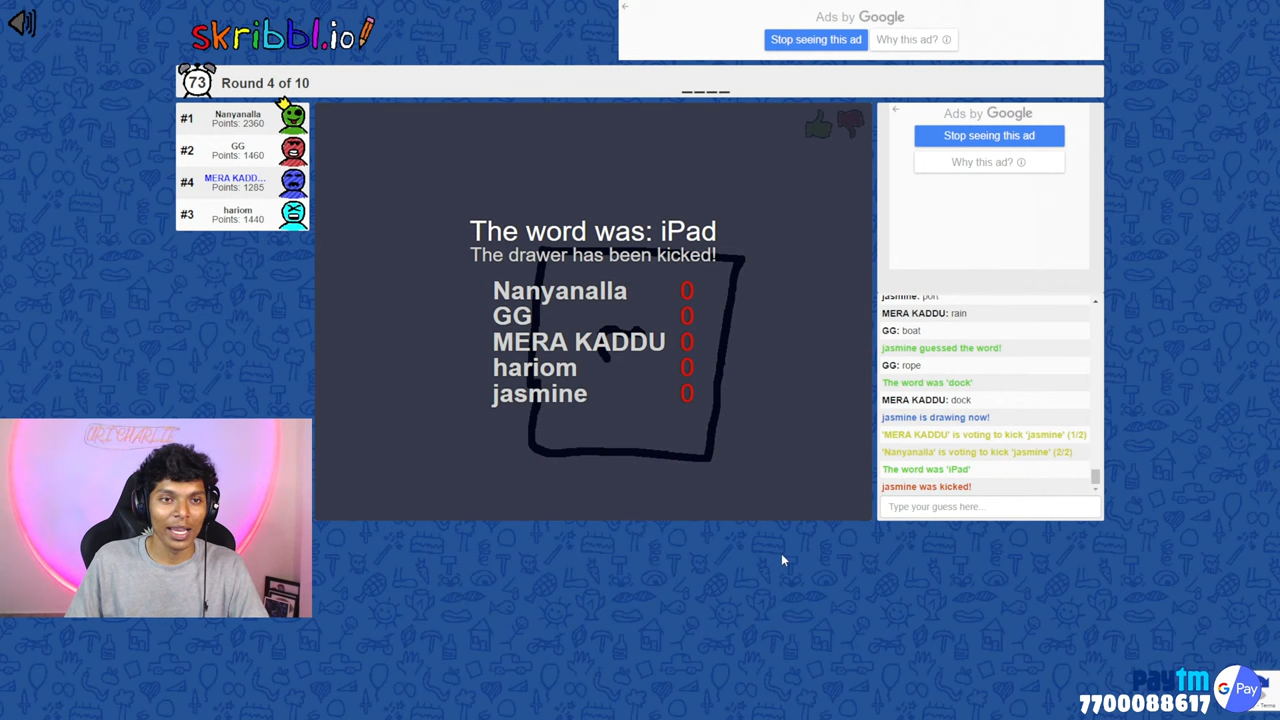 skribbl.io
Ads by Google
Stop seeing this ad
Why this ad?
73
Round 4 of 10
____
#1
Nanyanalla
Points: 2360
#2
GG
Points: 1460
#4
MERA KADD...
Points: 1285
#3
hariom
Points: 1440
The word was: iPad
The drawer has been kicked!
Nanyanalla 0
GG 0
MERA KADDU 0
hariom 0
jasmine 0
Ads by Google
Stop seeing this ad
Why this ad?
jasmine: port
MERA KADDU: rain
GG: boat
jasmine guessed the word!
GG: rope
The word was 'dock'
MERA KADDU: dock
jasmine is drawing now!
'MERA KADDU' is voting to kick 'jasmine' (1/2)
'Nanyanalla' is voting to kick 'jasmine' (2/2)
The word was 'iPad'
jasmine was kicked!
Type your guess here...
paytm
7700088617
G Pay
Terms